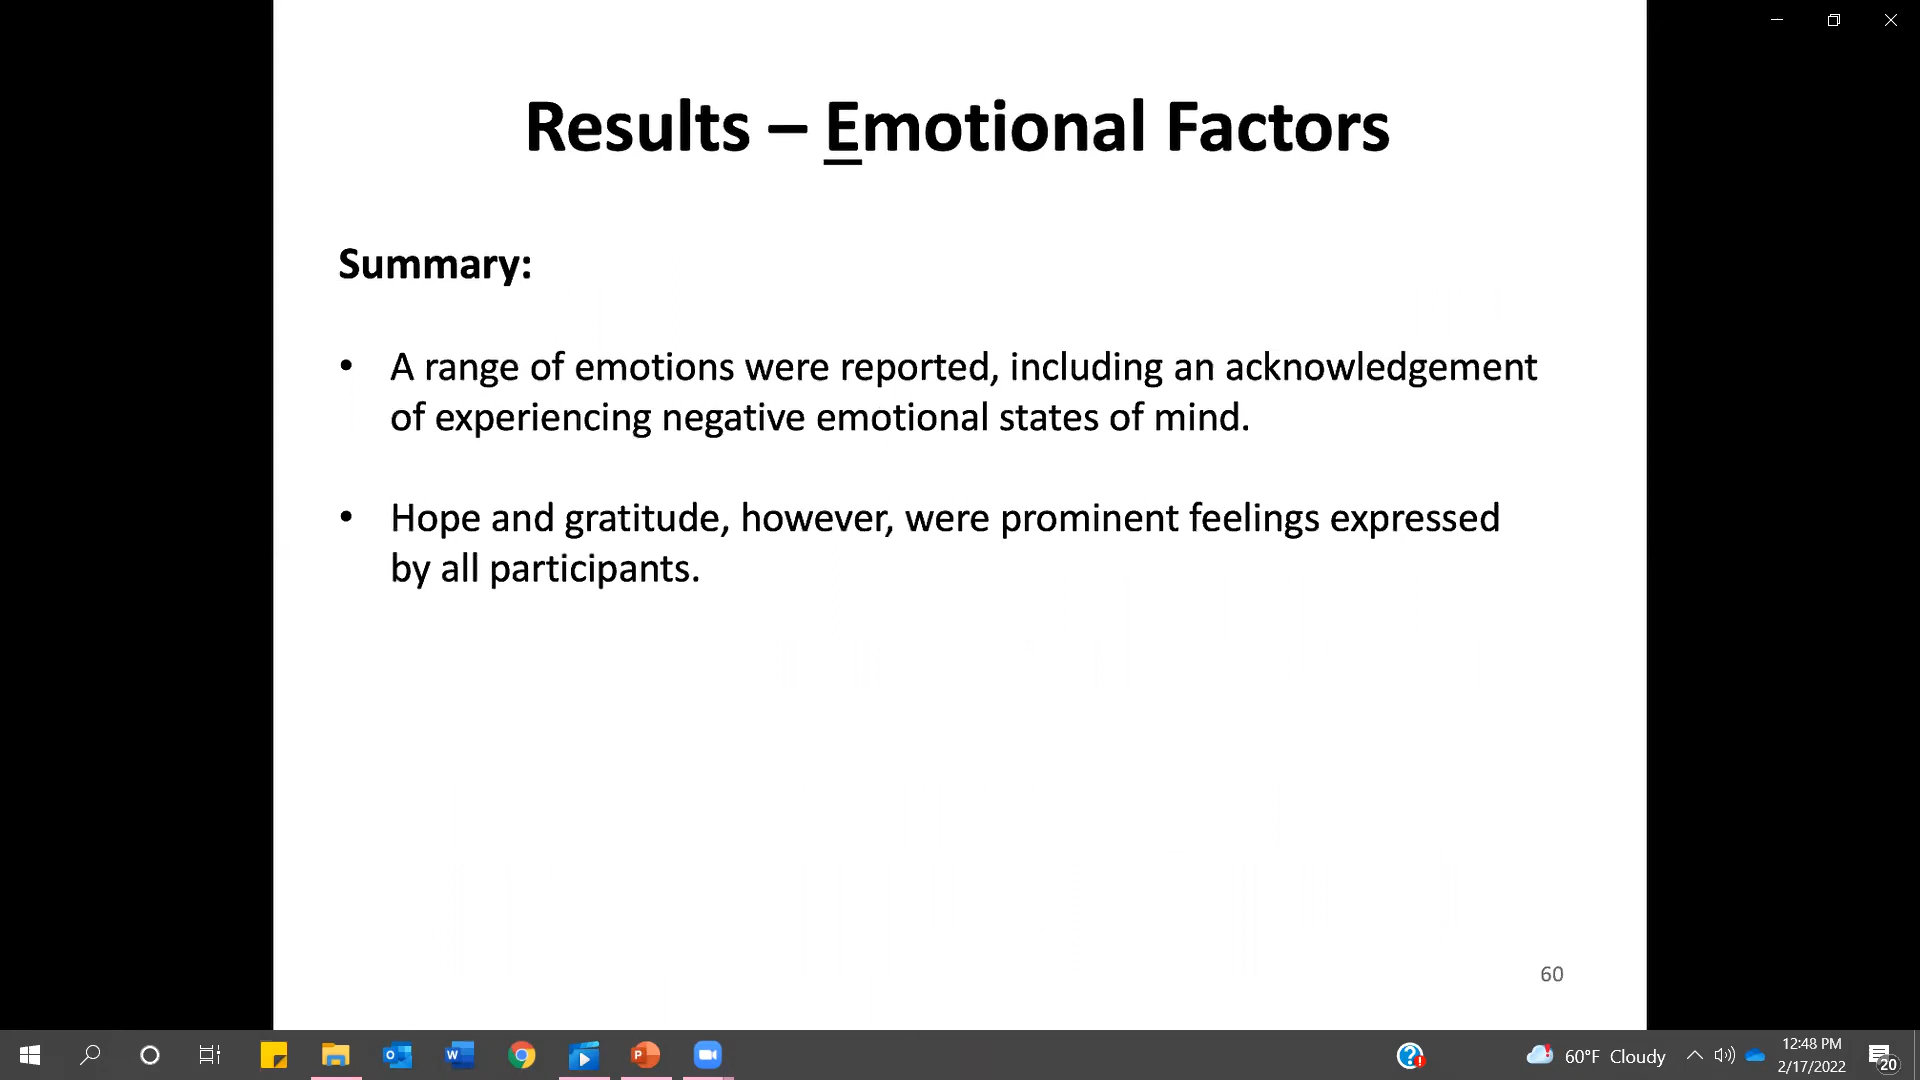 Results – Emotional Factors
Summary:
• A range of emotions were reported, including an acknowledgement
of experiencing negative emotional states of mind.
• Hope and gratitude, however, were prominent feelings expressed
by all participants.
60
60°F Cloudy
12:48 PM
2/17/2022
20